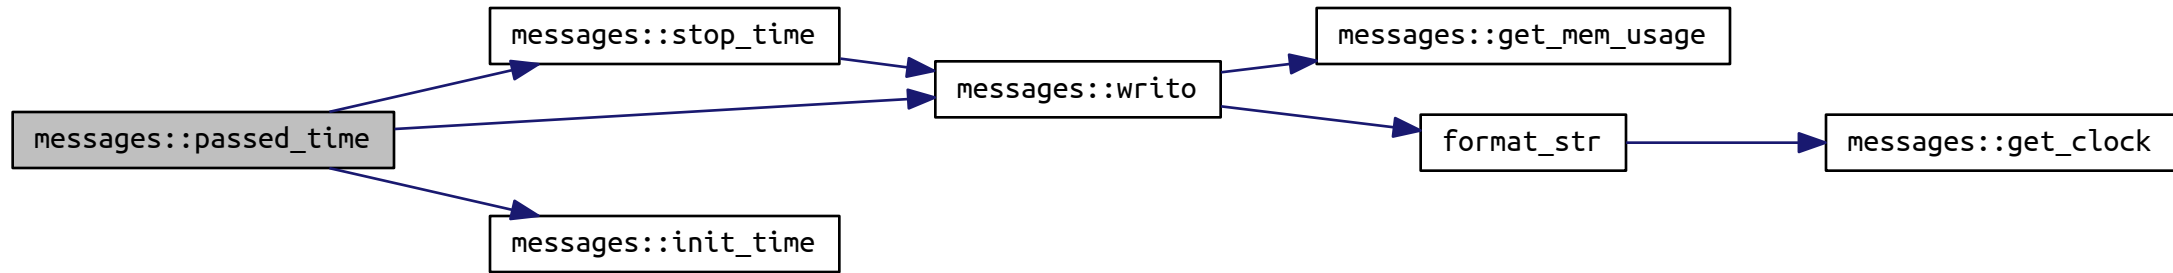 messages::passed_time
messages::stop_time
messages::init_time
messages::writo
messages::get_mem_usage
format_str
messages::get_clock